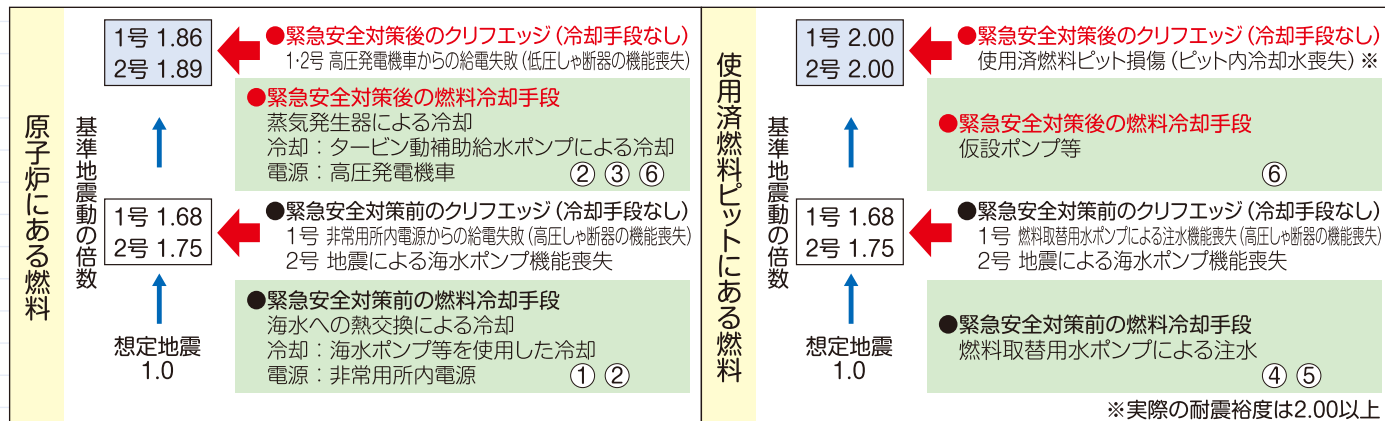 原子炉にある燃料
基準地震動の倍数
1号 1.86
2号 1.89
●緊急安全対策後のクリフエッジ(冷却手段なし)
1・2号 高圧発電機車からの給電失敗(低圧しゃ断器の機能喪失)
●緊急安全対策後の燃料冷却手段
蒸気発生器による冷却
冷却：タービン動補助給水ポンプによる冷却
電源：高圧発電機車 ② ③ ⑥
1号 1.68
2号 1.75
●緊急安全対策前のクリフエッジ(冷却手段なし)
1号 非常用所内電源からの給電失敗(高圧しゃ断器の機能喪失)
2号 地震による海水ポンプ機能喪失
●緊急安全対策前の燃料冷却手段
海水への熱交換による冷却
冷却：海水ポンプ等を使用した冷却
電源：非常用所内電源 ① ②
想定地震
1.0
使用済燃料ピットにある燃料
基準地震動の倍数
1号 2.00
2号 2.00
●緊急安全対策後のクリフエッジ(冷却手段なし)
使用済燃料ピット損傷(ピット内冷却水喪失)※
●緊急安全対策後の燃料冷却手段
仮設ポンプ等
⑥
1号 1.68
2号 1.75
●緊急安全対策前のクリフエッジ(冷却手段なし)
1号 燃料取替用水ポンプによる注水機能喪失(高圧しゃ断器の機能喪失)
2号 地震による海水ポンプ機能喪失
●緊急安全対策前の燃料冷却手段
燃料取替用水ポンプによる注水
④ ⑤
想定地震
1.0
※実際の耐震裕度は2.00以上